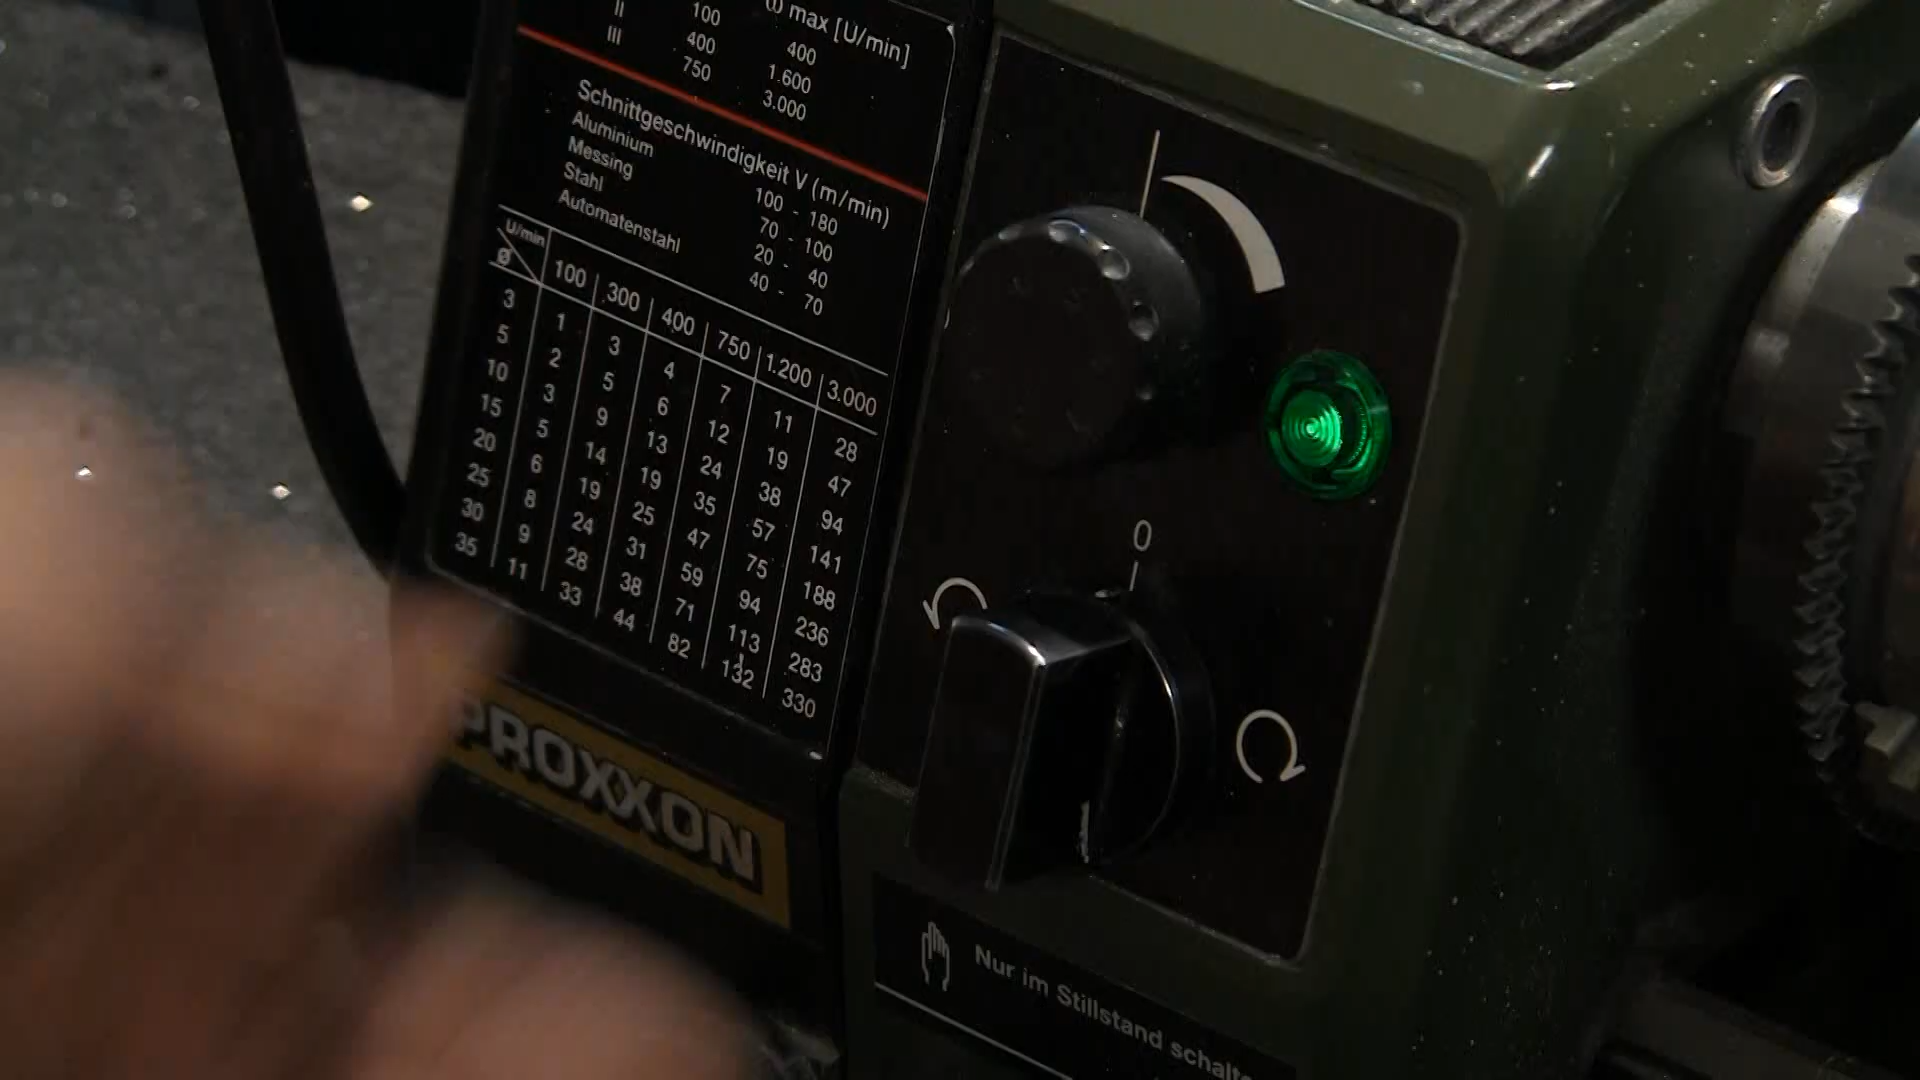 ω max [U/min]
II 100 400
III 400 1.600
750 3.000
Schnittgeschwindigkeit V (m/min)
Aluminium 100 - 180
Messing 70 - 100
Stahl 20 - 40
Automatenstahl 40 - 70
U/min
Ø 100 300 400 750 1.200 3.000
3 1 3 4 7 11 28
5 2 5 6 12 19 47
10 3 9 13 24 38 94
15 5 14 19 35 57 141
20 6 19 25 47 75 188
25 8 24 31 59 94 236
30 9 28 38 71 113 283
35 11 33 44 82 132 330
PROXXON
0
Nur im Stillstand